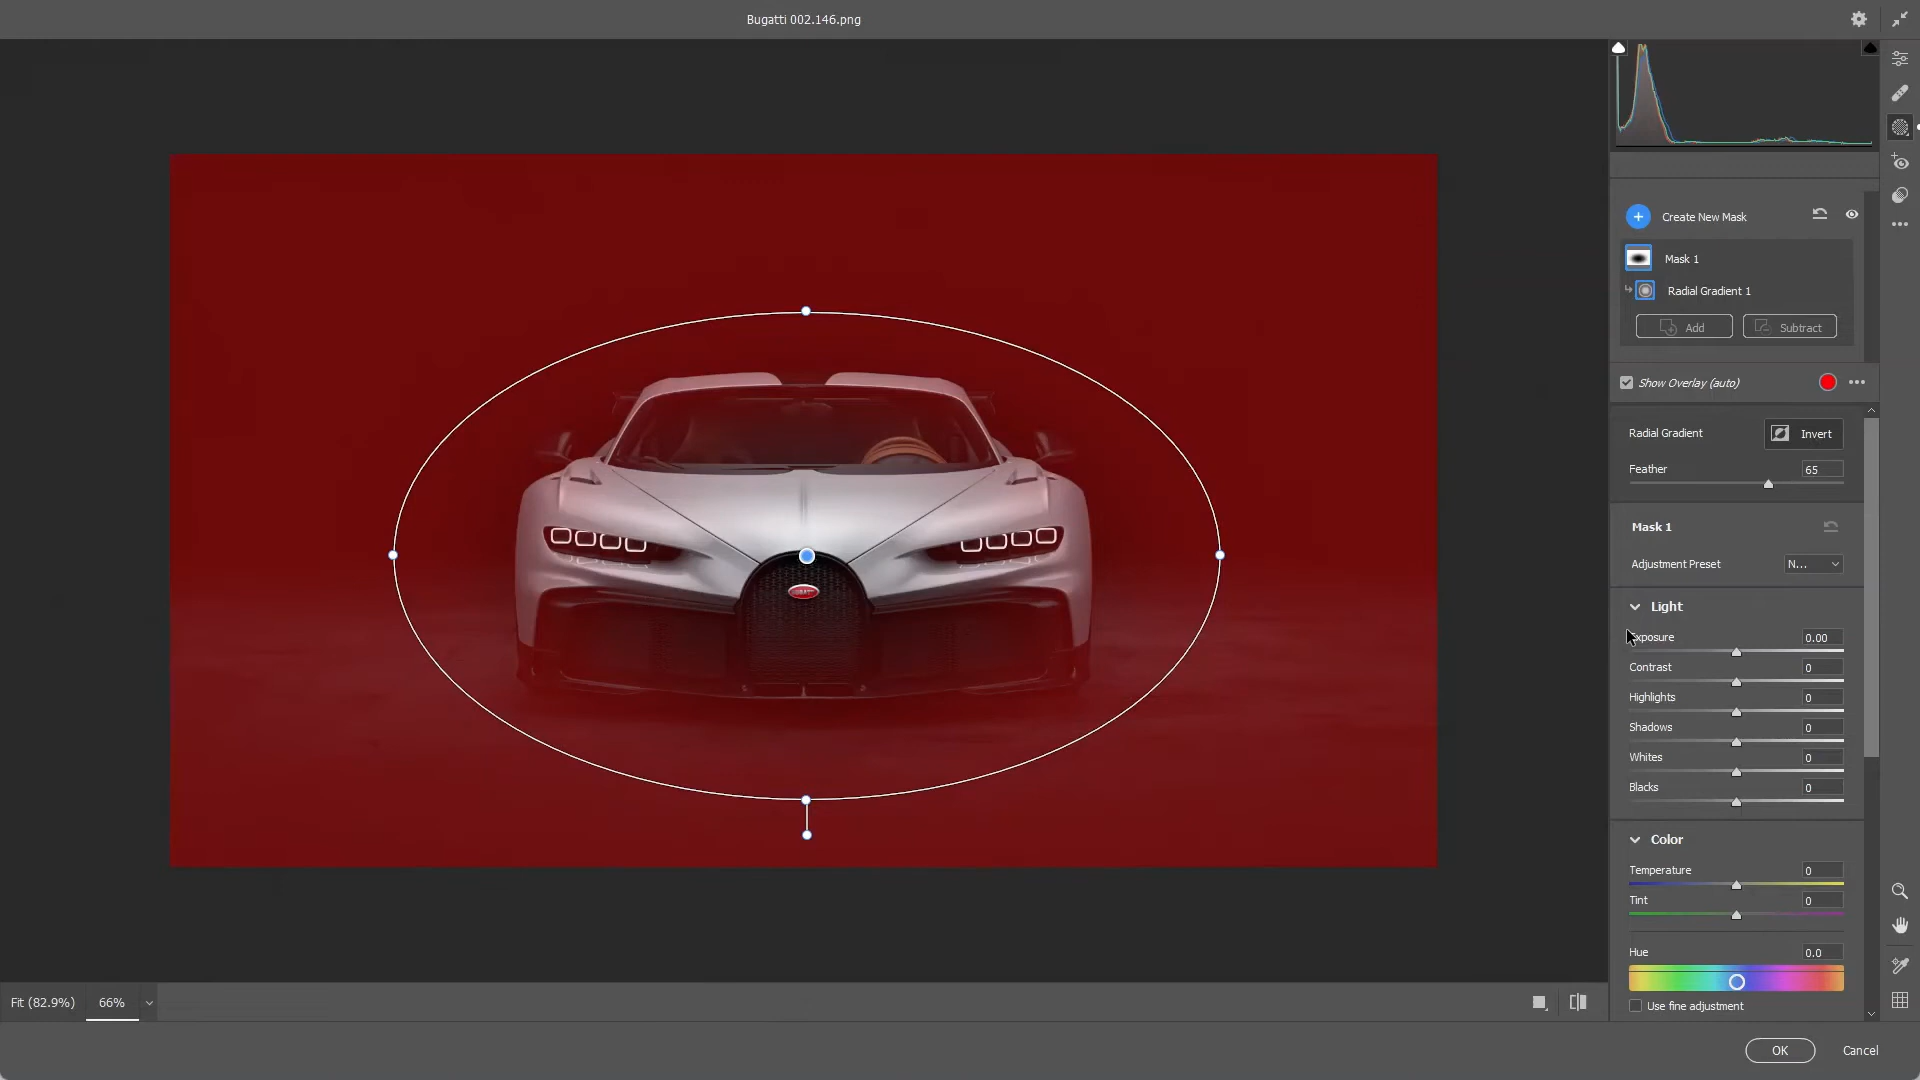 Bugatti 002.146.png
Create New Mask
Mask 1
Radial Gradient 1
Add Subtract
Show Overlay (auto)
Radial Gradient Invert
Feather 65
Mask 1
Adjustment Preset N...
Light
Exposure 0.00
Contrast 0
Highlights 0
Shadows 0
Whites 0
Blacks 0
Color
Temperature 0
Tint 0
Hue 0.0
Use fine adjustment
BUGATTI
Fit (82.9%) 66%
OK Cancel